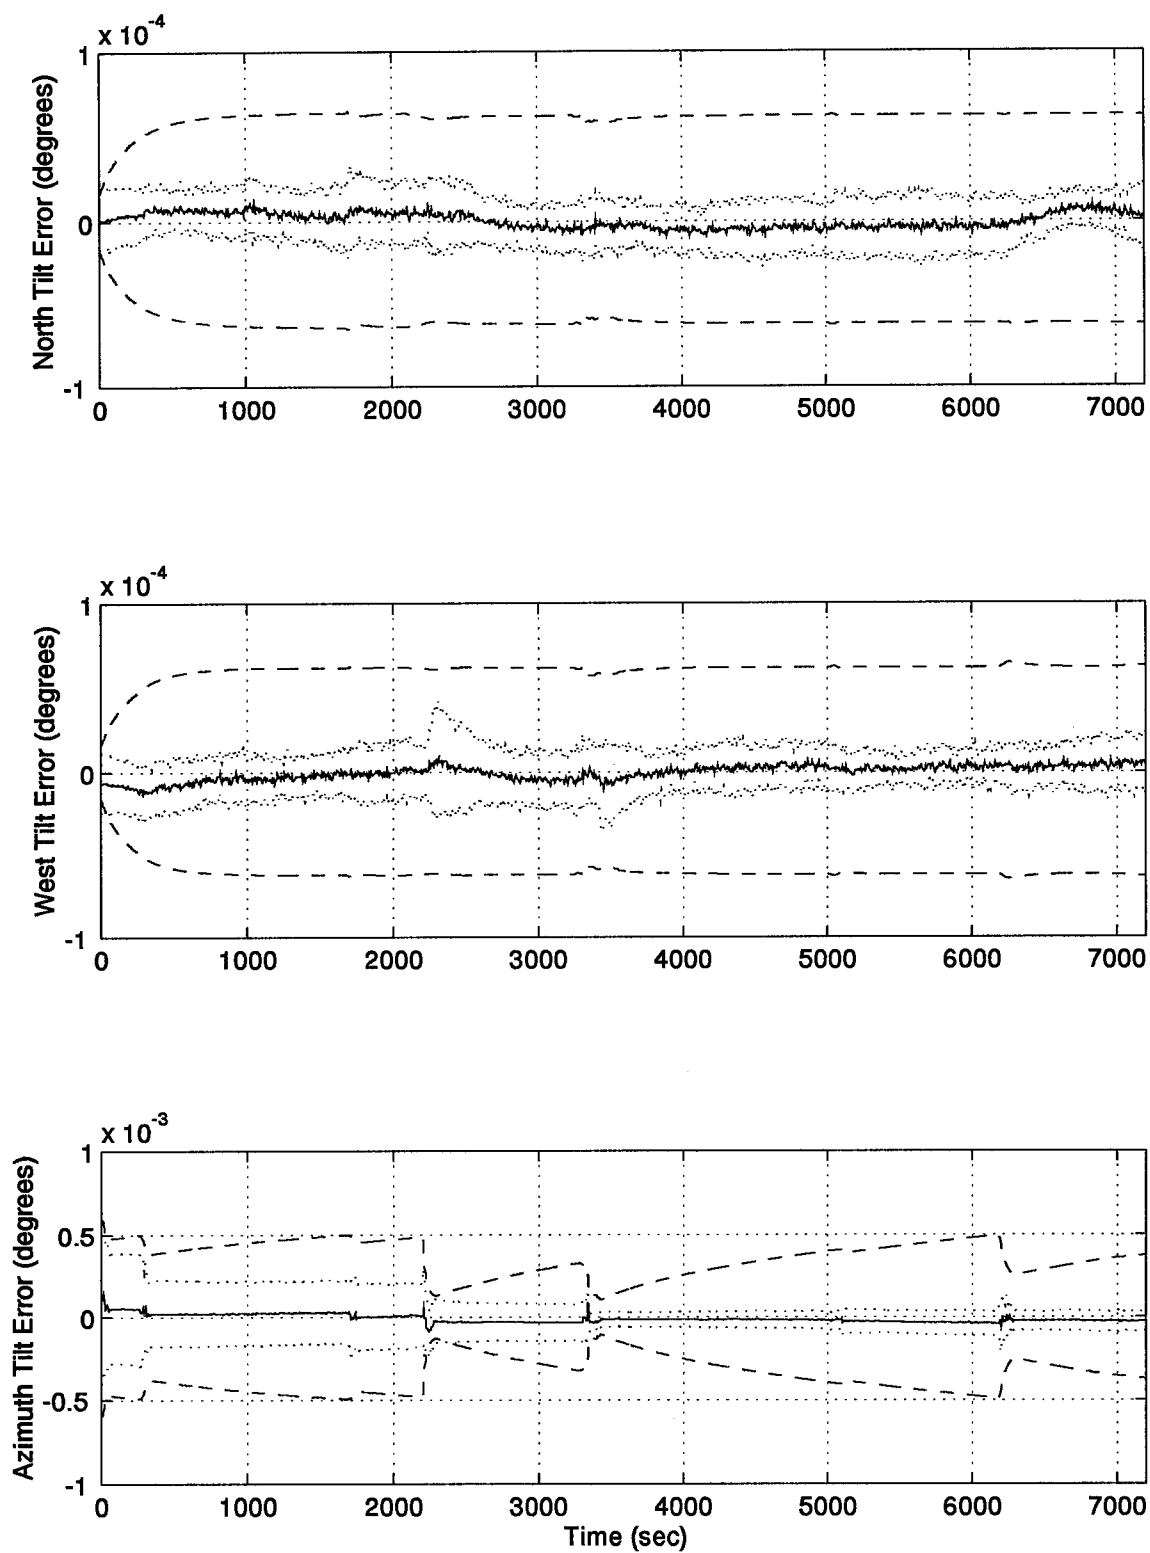 x 10-4
1
0
-1
North Tilt Error (degrees)
0 1000 2000 3000 4000 5000 6000 7000
x 10-4
1
0
-1
West Tilt Error (degrees)
0 1000 2000 3000 4000 5000 6000 7000
x 10-3
1
0.5
0
-0.5
-1
Azimuth Tilt Error (degrees)
0 1000 2000 3000 4000 5000 6000 7000
Time (sec)